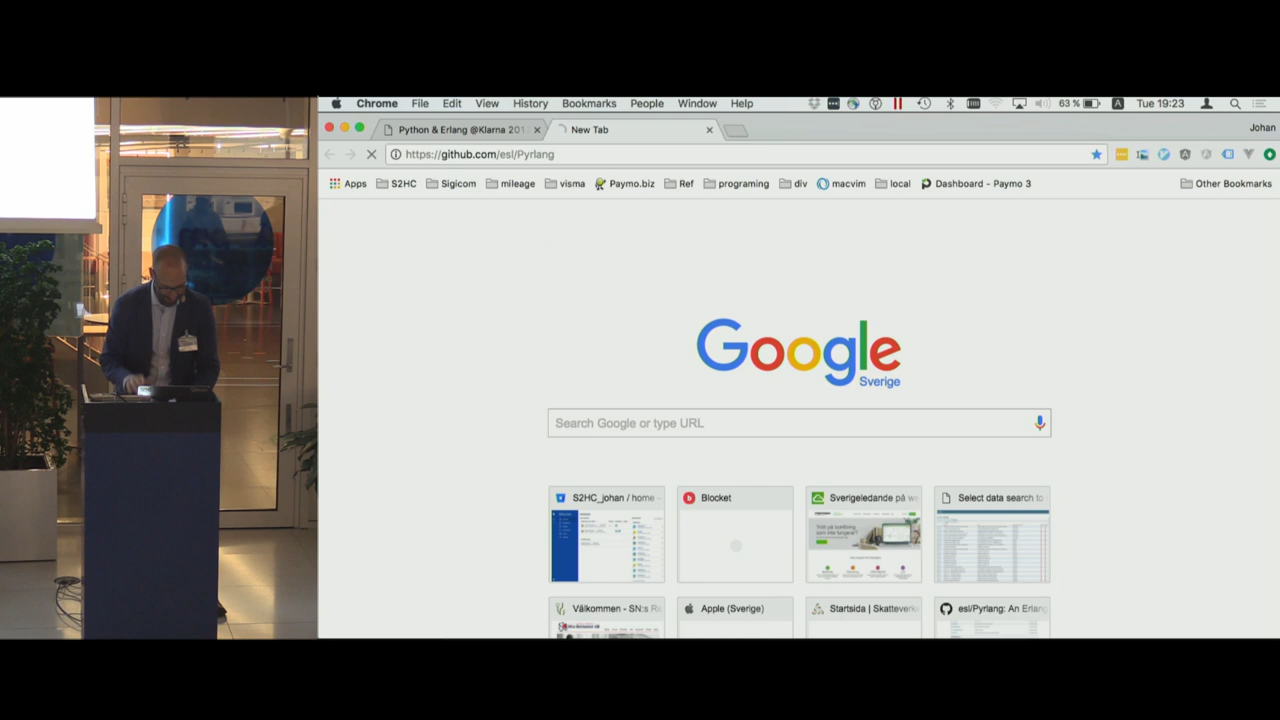 Chrome File Edit View History Bookmarks People Window Help 63 % A Tue 19:23
Python & Erlang @Klarna 201 New Tab Johan
https://github.com/esl/Pyrlang
Apps S2HC Sigicom mileage visma Paymo.biz Ref programing div macvim local Dashboard - Paymo 3 Other Bookmarks
Google
Sverige
Search Google or type URL
S2HC_johan / home - Blocket Sverigeledande på we Select data search to
Välkommen - SN:s Re Apple (Sverige) Startsida | Skatteverk esl/Pyrlang: An Erlang